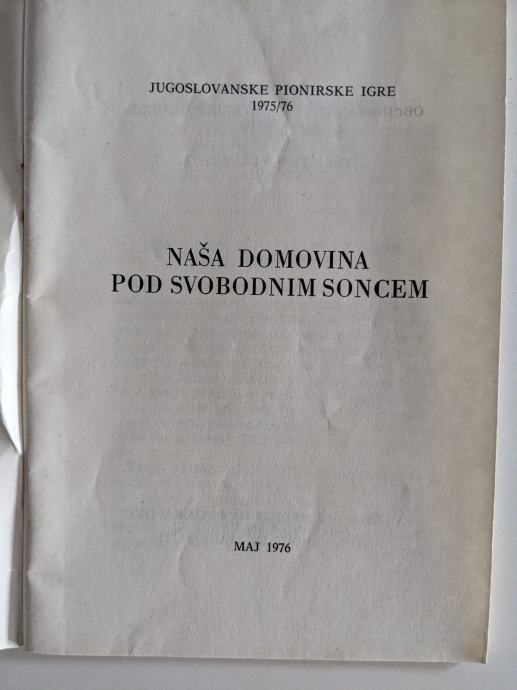 JUGOSLOVANSKE PIONIRSKE IGRE
1975/76
NAŠA DOMOVINA
POD SVOBODNIM SONCEM
MAJ 1976